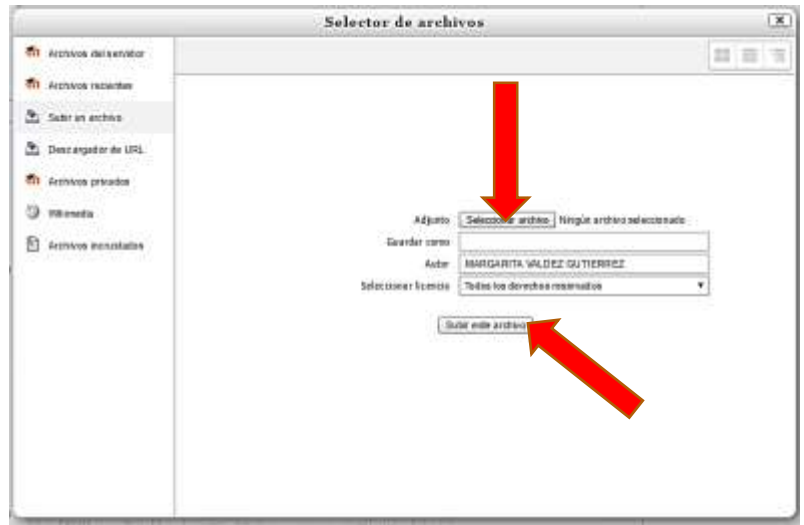 Selector de archivos
Archivos del servidor
Archivos recientes
Subir un archivo
Descargador de URL
Archivos privados
Wikimedia
Archivos incrustados
Adjunto Seleccionar archivo Ningún archivo seleccionado
Guardar como
Autor MARGARITA VALDEZ GUTIERREZ
Seleccionar licencia Todos los derechos reservados
Subir este archivo